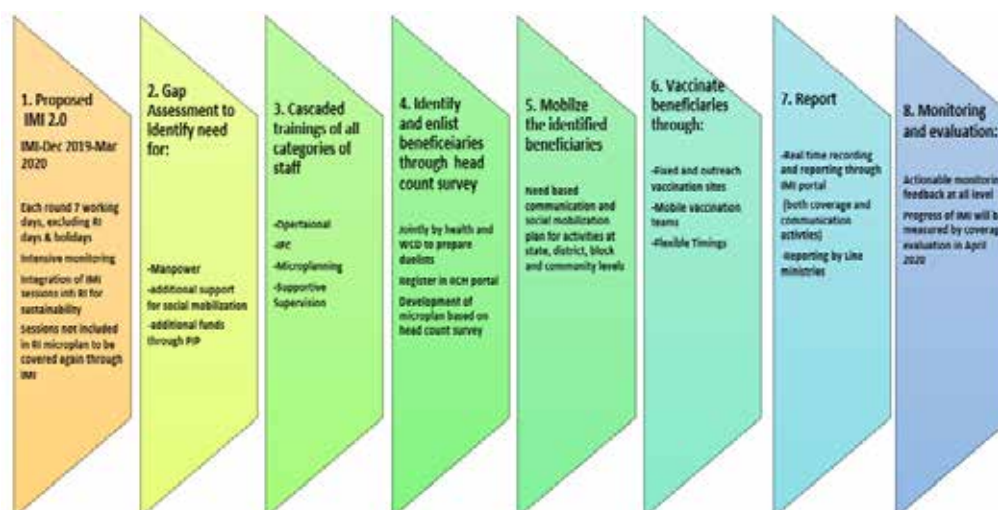 1. Proposed
IMI 2.0
IMI-Dec 2019-Mar
2020
Each round 7 working
days, excluding RI
days & holidays
Intensive monitoring
Integration of IMI
sessions inti RI for
sustainability
Sessions not included
in RI microplan to be
covered again through
IMI
2. Gap
Assessment to
identify need
for:
-Manpower
-additional support
for social mobilization
-additional funds
through PIP
3. Cascaded
trainings of all
categories of
staff
-Opertaional
-IPC
-Microplanning
-Supportive
Supervision
4. Identify
and enlist
beneficeiaries
through head
count survey
Jointly by health and
WCD to prepare
duelists
Register in RCH portal
Development of
microplan based on
head count survey
5. Mobilze
the identified
beneficiaries
Need based
communication and
social mobilization
plan for activities at
state, district, block
and community levels
6. Vaccinate
beneficiaries
through:
-Fixed and outreach
vaccination sites
-Mobile vaccination
teams
-Flexible Timings
7. Report
-Real time recording
and reporting through
IMI portal
(both coverage and
communication
activties)
-Reporting by Line
ministries
8. Monitoring
and evaluation:
Actionable monitoring
feedback at all level
Progress of IMI will b
measured by coverag
evaluation in April
2020